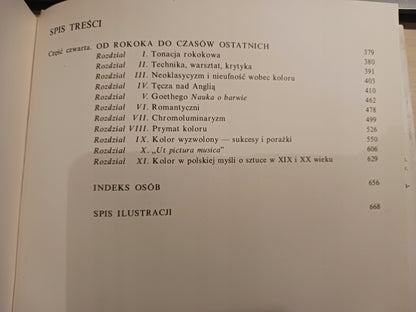 SPIS TREŚCI
Część czwarta. OD ROKOKA DO CZASÓW OSTATNICH
Rozdział I. Tonacja rokokowa 379
Rozdział II. Technika, warsztat, krytyka 380
Rozdział III. Neoklasycyzm i nieufność wobec koloru 391
Rozdział IV. Tęcza nad Anglią 403
Rozdział V. Goethego Nauka o barwie 410
Rozdział VI. Romantyczni 462
Rozdział VII. Chromoluminaryzm 478
Rozdział VIII. Prymat koloru 499
Rozdział IX. Kolor wyzwolony — sukcesy i porażki 526
Rozdział X. „Ut pictura musica” 550
Rozdział XI. Kolor w polskiej myśli o sztuce w XIX i XX wieku 606
629
INDEKS OSÓB 656
SPIS ILUSTRACJI 668